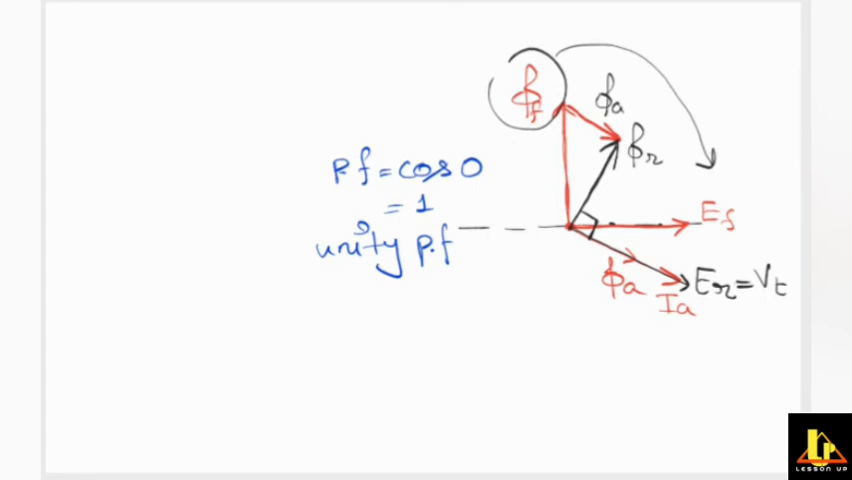 ϕf
ϕa
ϕr
P.f = cos 0
= 1
unity p.f
Ef
ϕa
Ia
Er = Vt
LESSON UP